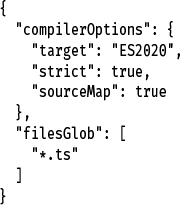 {
  "compilerOptions": {
    "target": "ES2020",
    "strict": true,
    "sourceMap": true
  },
  "filesGlob": [
    "*.ts"
  ]
}